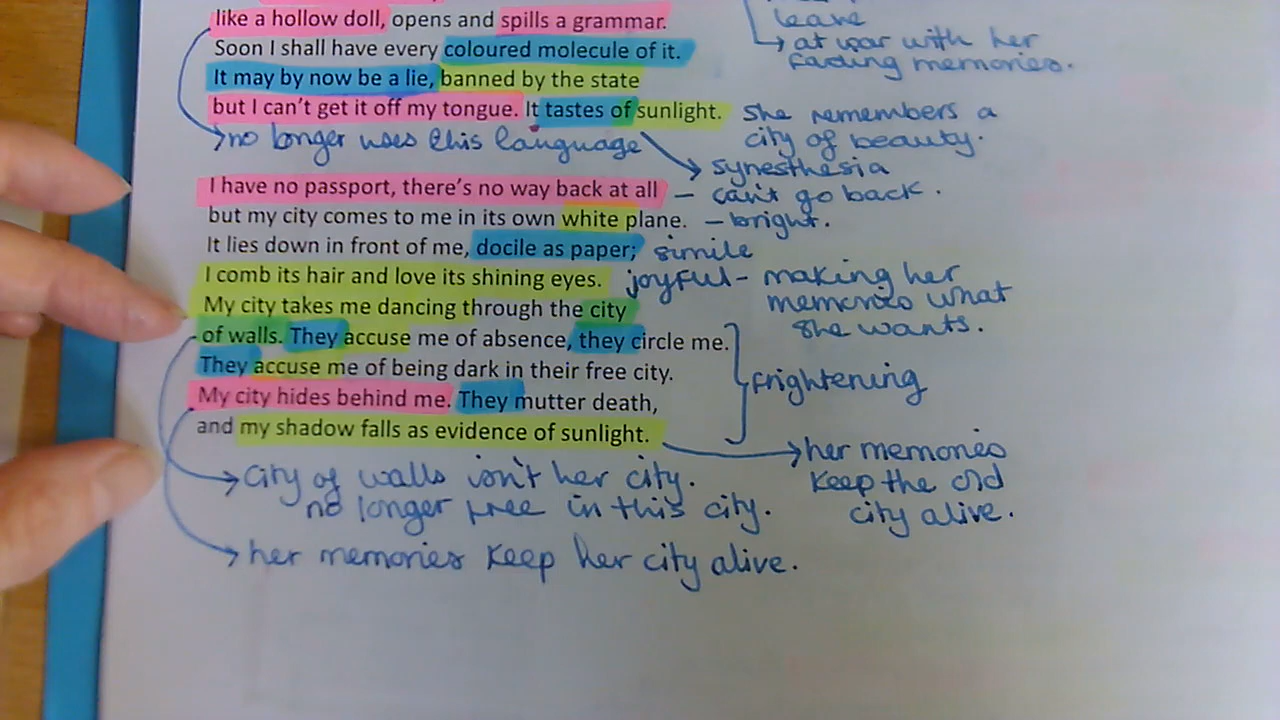 like a hollow doll, opens and spills a grammar.
leave
Soon I shall have every coloured molecule of it.
→ at war with her
fading memories.
It may by now be a lie, banned by the state
but I can't get it off my tongue. It tastes of sunlight.
She remembers a
city of beauty.
→ no longer uses this language
→ synesthesia
I have no passport, there's no way back at all
– can't go back.
but my city comes to me in its own white plane.
– bright.
It lies down in front of me, docile as paper;
simile
I comb its hair and love its shining eyes.
joyful – making her
memories what
she wants.
My city takes me dancing through the city
of walls. They accuse me of absence, they circle me.
They accuse me of being dark in their free city.
frightening
My city hides behind me. They mutter death,
and my shadow falls as evidence of sunlight.
→ her memories
keep the old
city alive.
→ city of walls isn't her city.
no longer free in this city.
→ her memories keep her city alive.